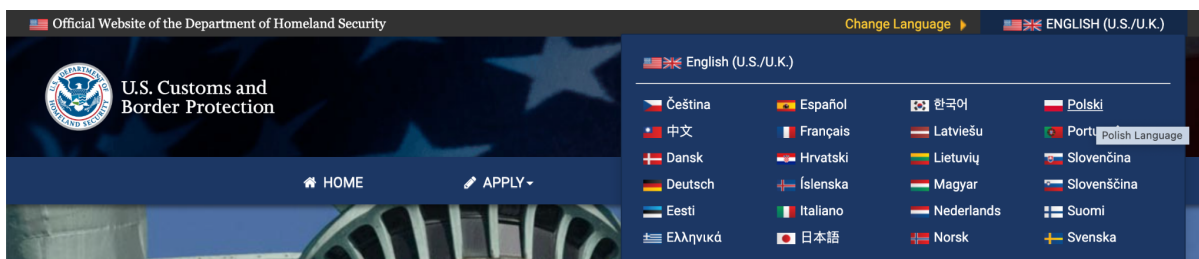 Official Website of the Department of Homeland Security
Change Language
ENGLISH (U.S./U.K.)
U.S. Customs and
Border Protection
English (U.S./U.K.)
Čeština Español 한국어 Polski
中文 Français Latviešu
Polish Language
Dansk Hrvatski Lietuvių Slovenčina
Deutsch Íslenska Magyar Slovenščina
Eesti Italiano Nederlands Suomi
Ελληνικά 日本語 Norsk Svenska
HOME APPLY